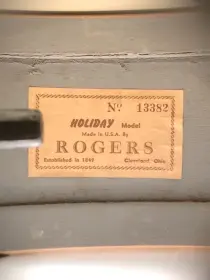 Nº 13382
HOLIDAY Model
Made in U.S.A. By
ROGERS
Established in 1849 Cleveland Ohio